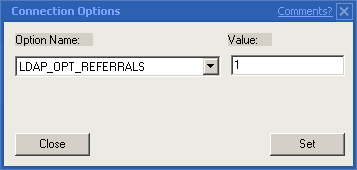 Connection Options
Comments?
Option Name:
Value:
LDAP_OPT_REFERRALS
1
Close
Set